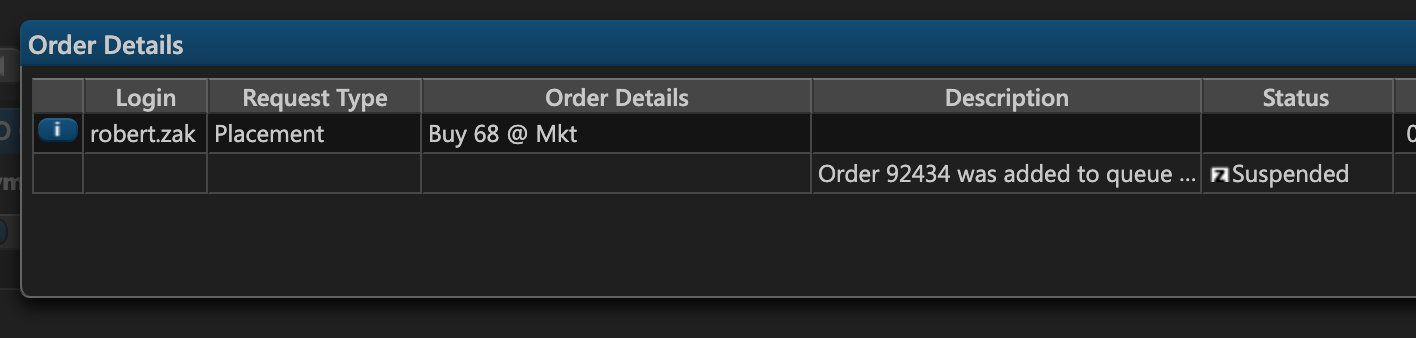 Order Details
Login Request Type Order Details Description Status
i robert.zak Placement Buy 68 @ Mkt
Order 92434 was added to queue ... Suspended